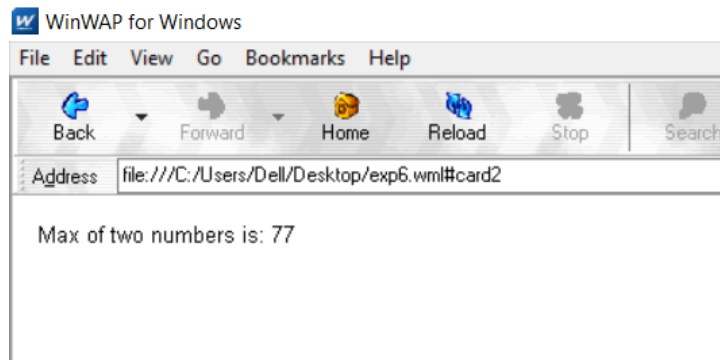 WinWAP for Windows
File Edit View Go Bookmarks Help
Back Forward Home Reload Stop Search
Address file:///C:/Users/Dell/Desktop/exp6.wml#card2
Max of two numbers is: 77